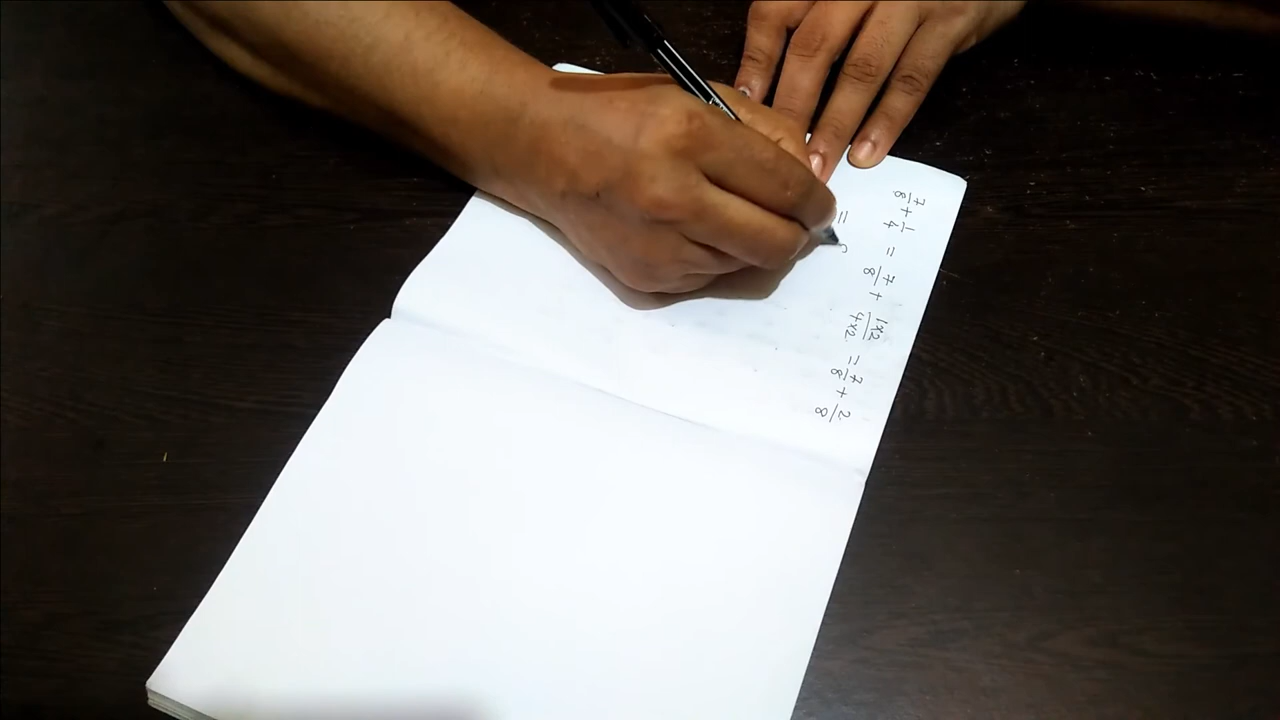 7/8 + 1/4 = 7/8 + 1×2/4×2 = 7/8 + 2/8
=